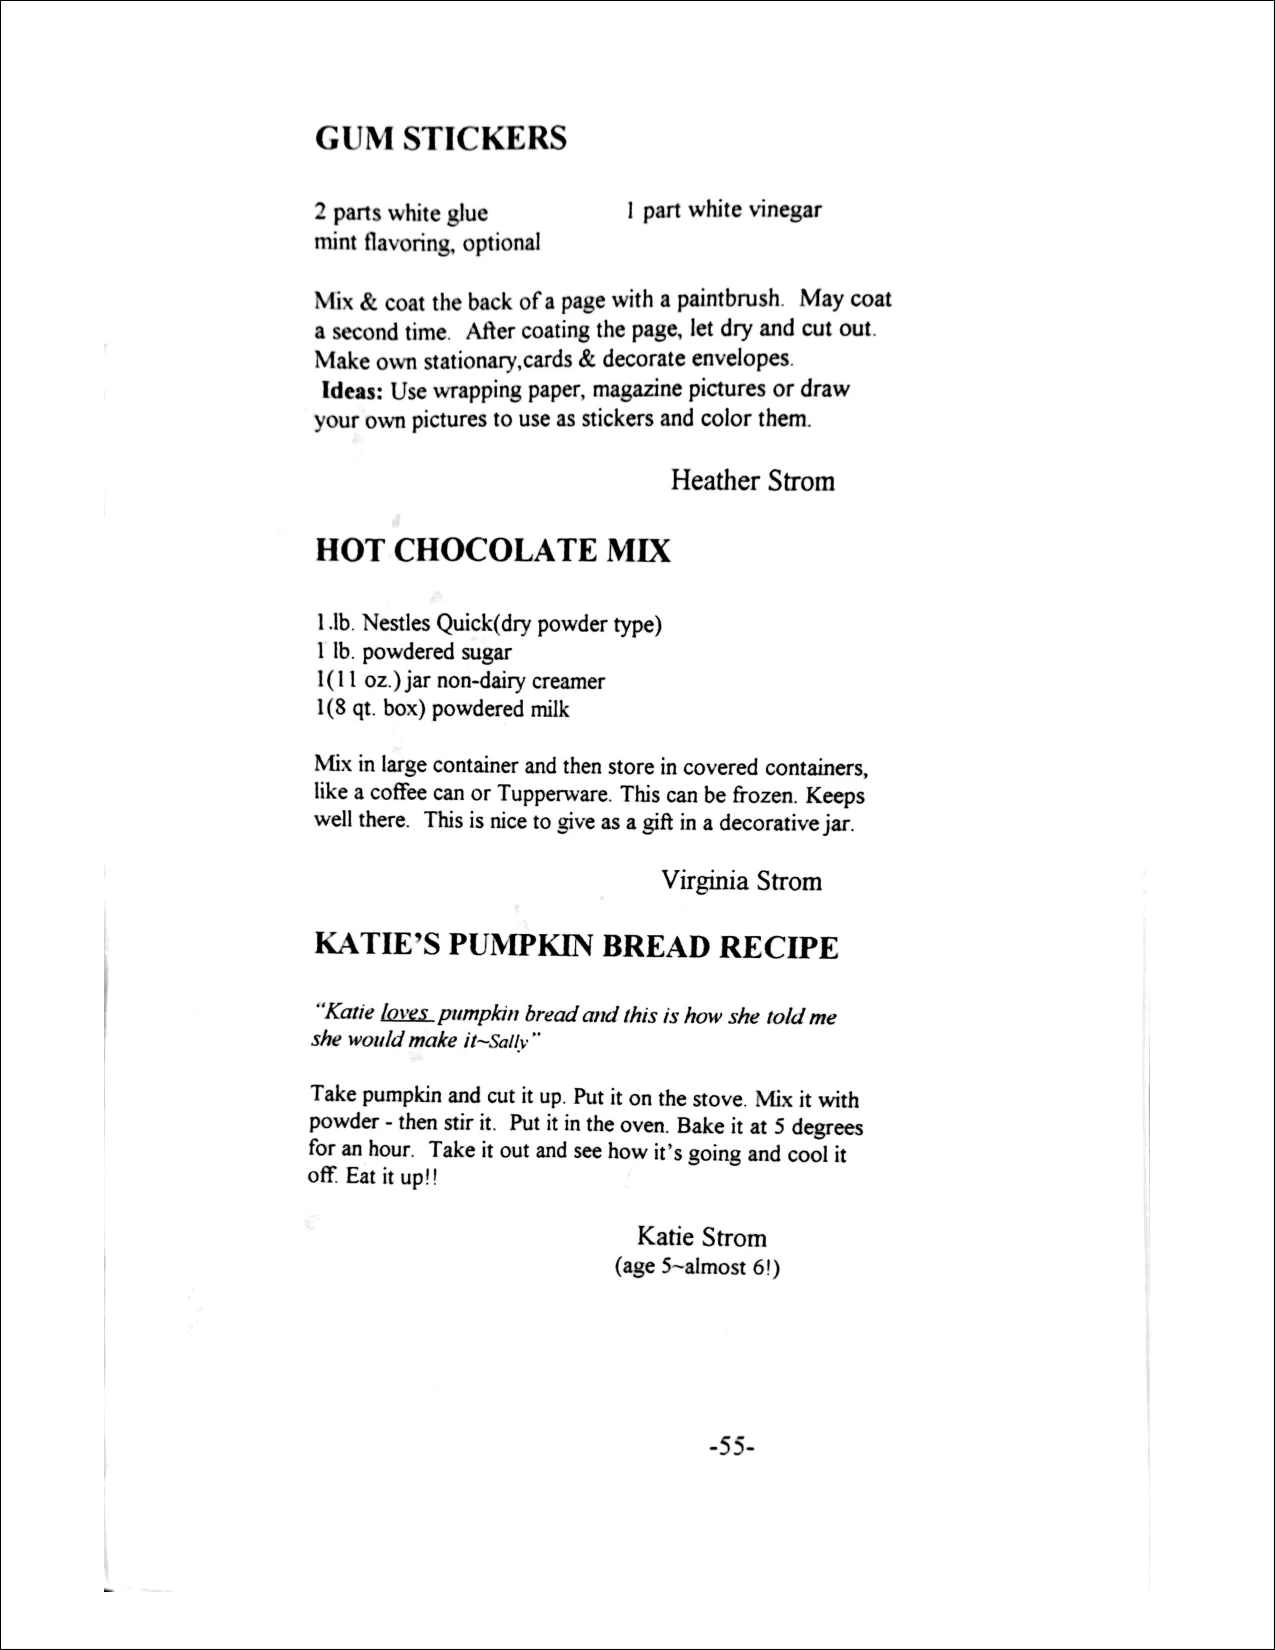 GUM STICKERS
2 parts white glue 1 part white vinegar
mint flavoring, optional
Mix & coat the back of a page with a paintbrush. May coat
a second time. After coating the page, let dry and cut out.
Make own stationary,cards & decorate envelopes.
Ideas: Use wrapping paper, magazine pictures or draw
your own pictures to use as stickers and color them.
Heather Strom
HOT CHOCOLATE MIX
1 .lb. Nestles Quick(dry powder type)
1 lb. powdered sugar
1(11 oz.) jar non-dairy creamer
1(8 qt. box) powdered milk
Mix in large container and then store in covered containers,
like a coffee can or Tupperware. This can be frozen. Keeps
well there. This is nice to give as a gift in a decorative jar.
Virginia Strom
KATIE'S PUMPKIN BREAD RECIPE
"Katie loves pumpkin bread and this is how she told me
she would make it~Sally"
Take pumpkin and cut it up. Put it on the stove. Mix it with
powder - then stir it. Put it in the oven. Bake it at 5 degrees
for an hour. Take it out and see how it's going and cool it
off. Eat it up!!
Katie Strom
(age 5~almost 6!)
-55-